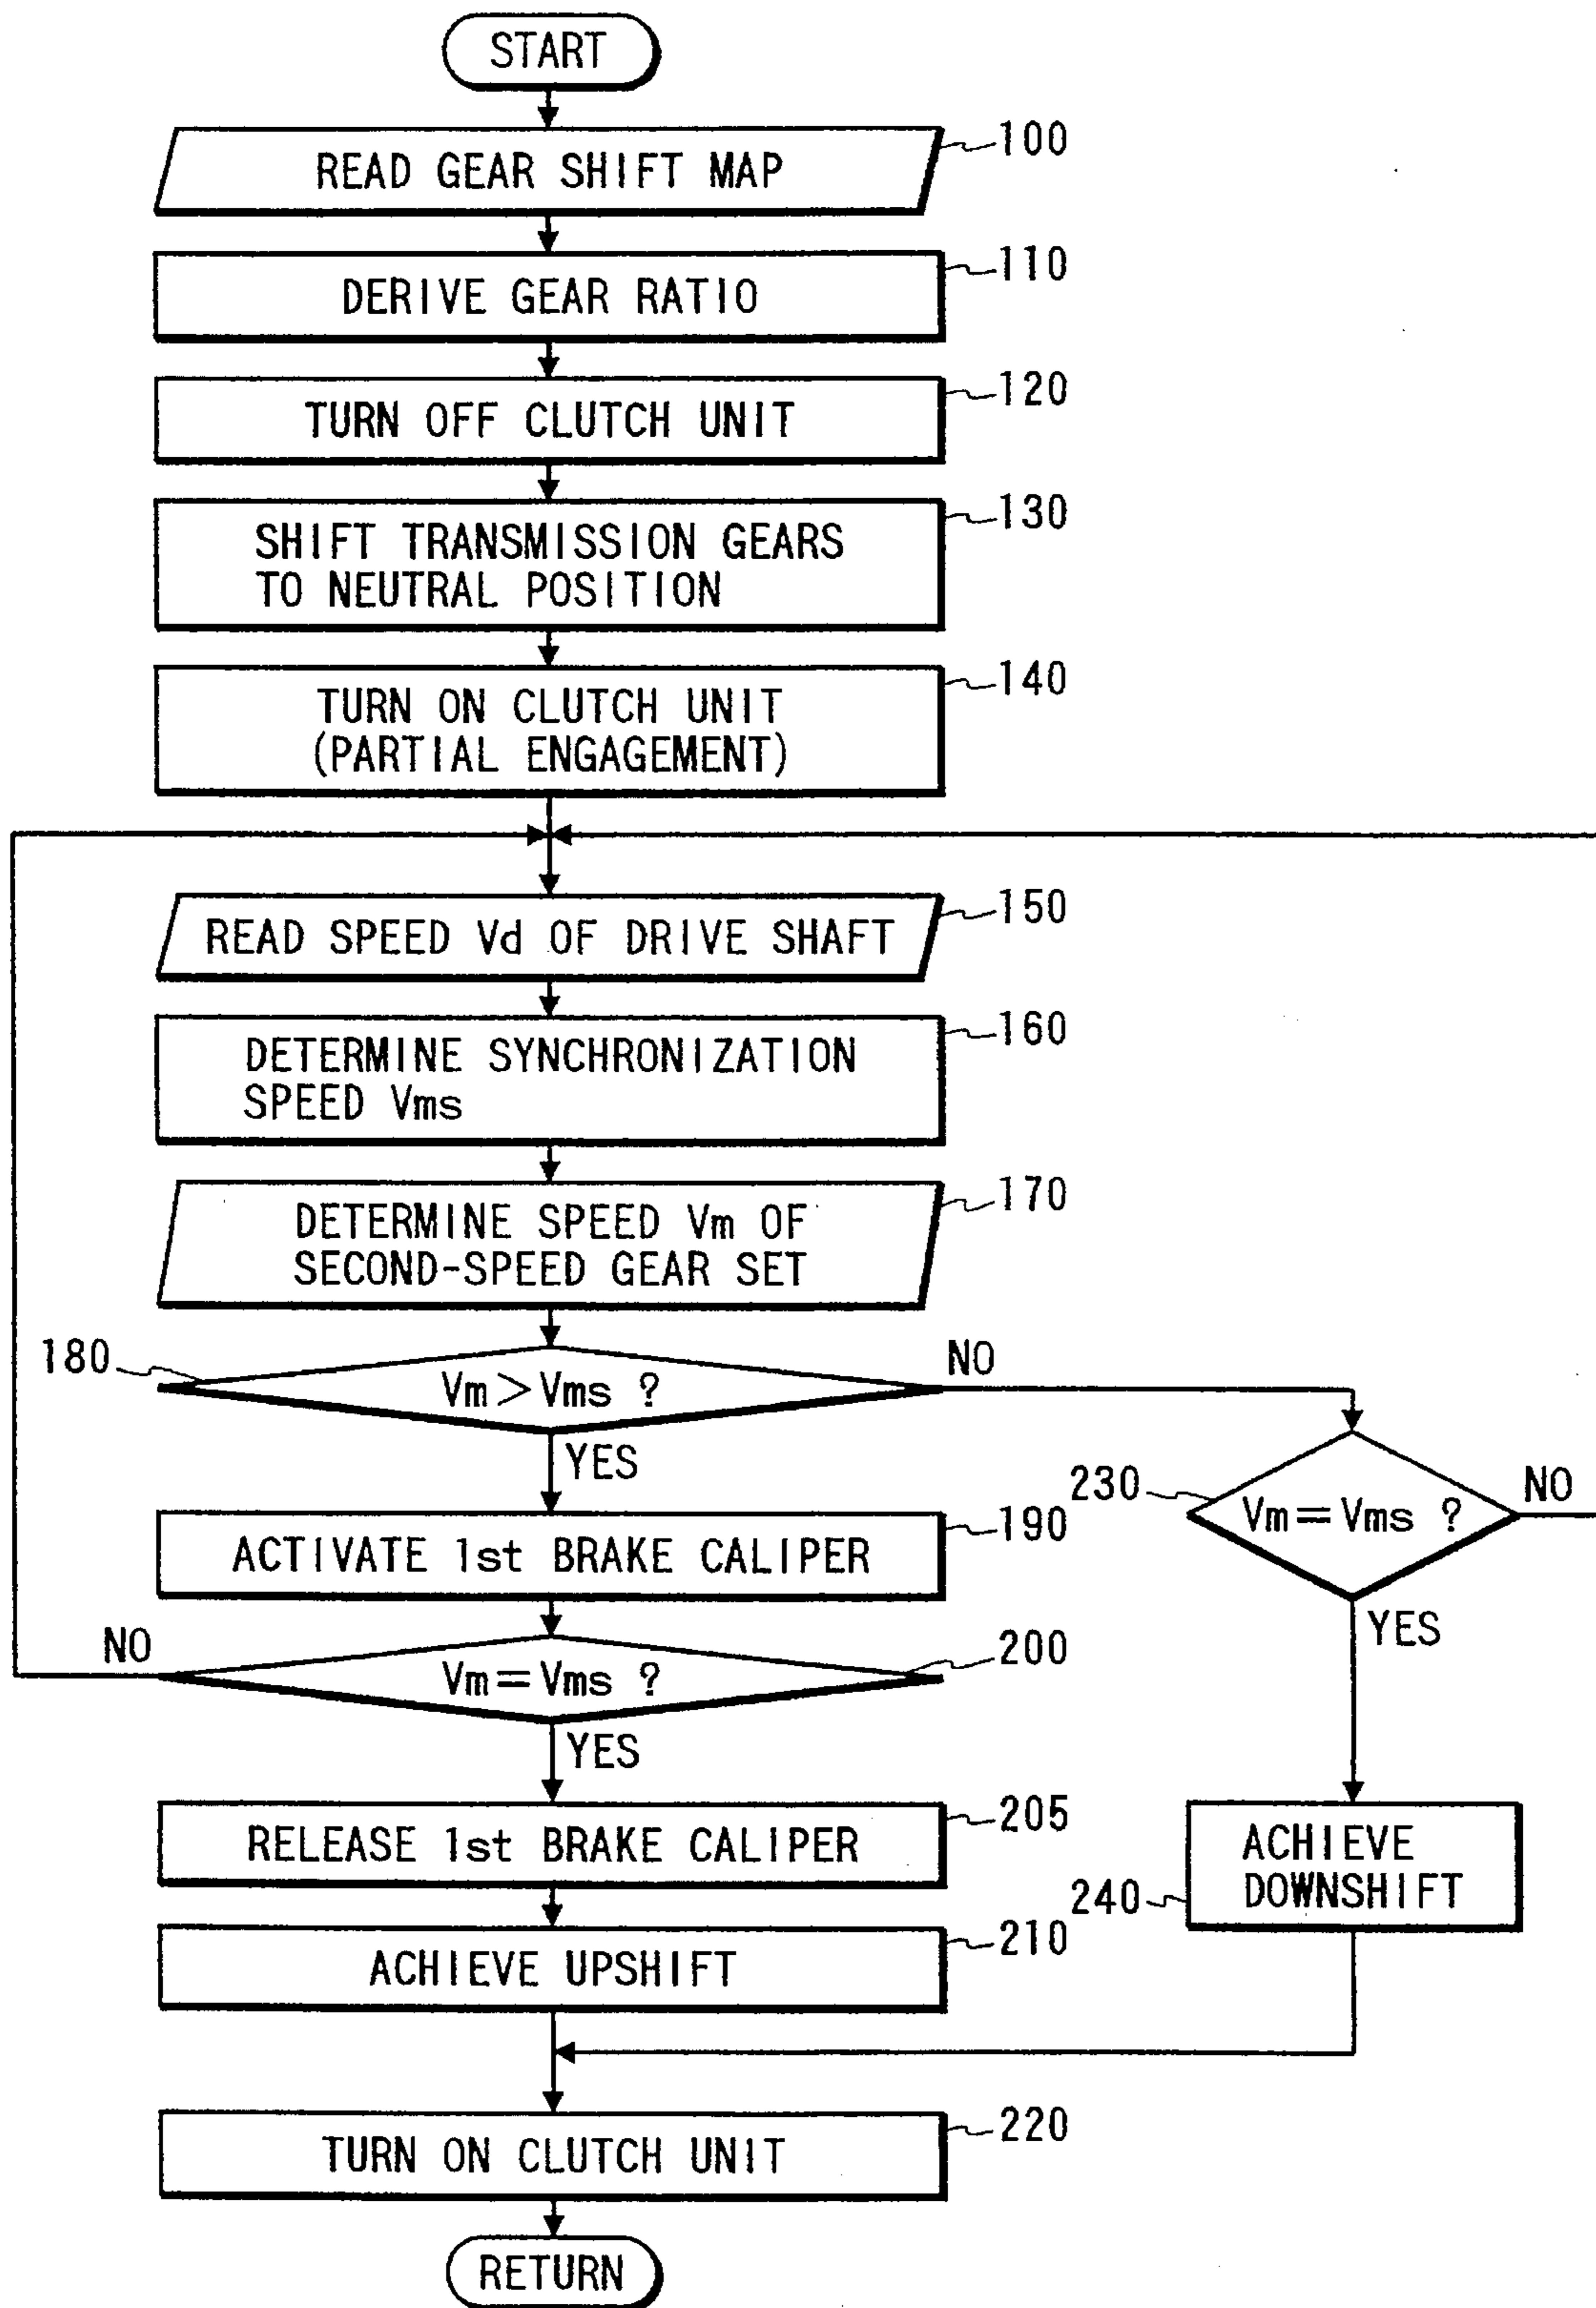 START
READ GEAR SHIFT MAP
100
DERIVE GEAR RATIO
110
TURN OFF CLUTCH UNIT
120
SHIFT TRANSMISSION GEARS
TO NEUTRAL POSITION
130
TURN ON CLUTCH UNIT
(PARTIAL ENGAGEMENT)
140
READ SPEED Vd OF DRIVE SHAFT
150
DETERMINE SYNCHRONIZATION
SPEED Vms
160
DETERMINE SPEED Vm OF
SECOND-SPEED GEAR SET
170
180
Vm > Vms ?
NO
YES
ACTIVATE 1st BRAKE CALIPER
190
230
Vm = Vms ?
NO
YES
NO
Vm = Vms ?
200
YES
RELEASE 1st BRAKE CALIPER
205
ACHIEVE
DOWNSHIFT
240
ACHIEVE UPSHIFT
210
TURN ON CLUTCH UNIT
220
RETURN